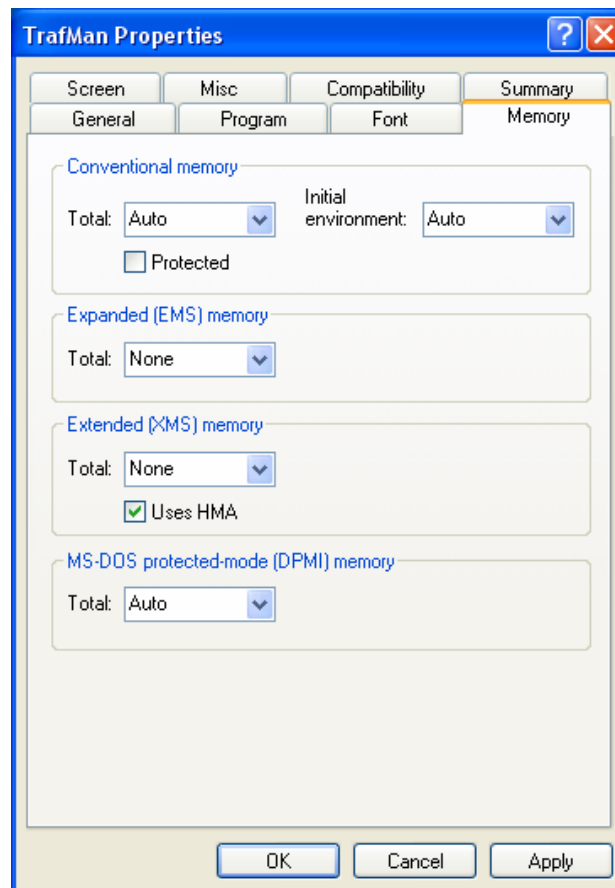 TrafMan Properties
Screen Misc Compatibility Summary
General Program Font Memory
Conventional memory
Total: Auto Initial environment: Auto
Protected
Expanded (EMS) memory
Total: None
Extended (XMS) memory
Total: None
Uses HMA
MS-DOS protected-mode (DPMI) memory
Total: Auto
OK Cancel Apply